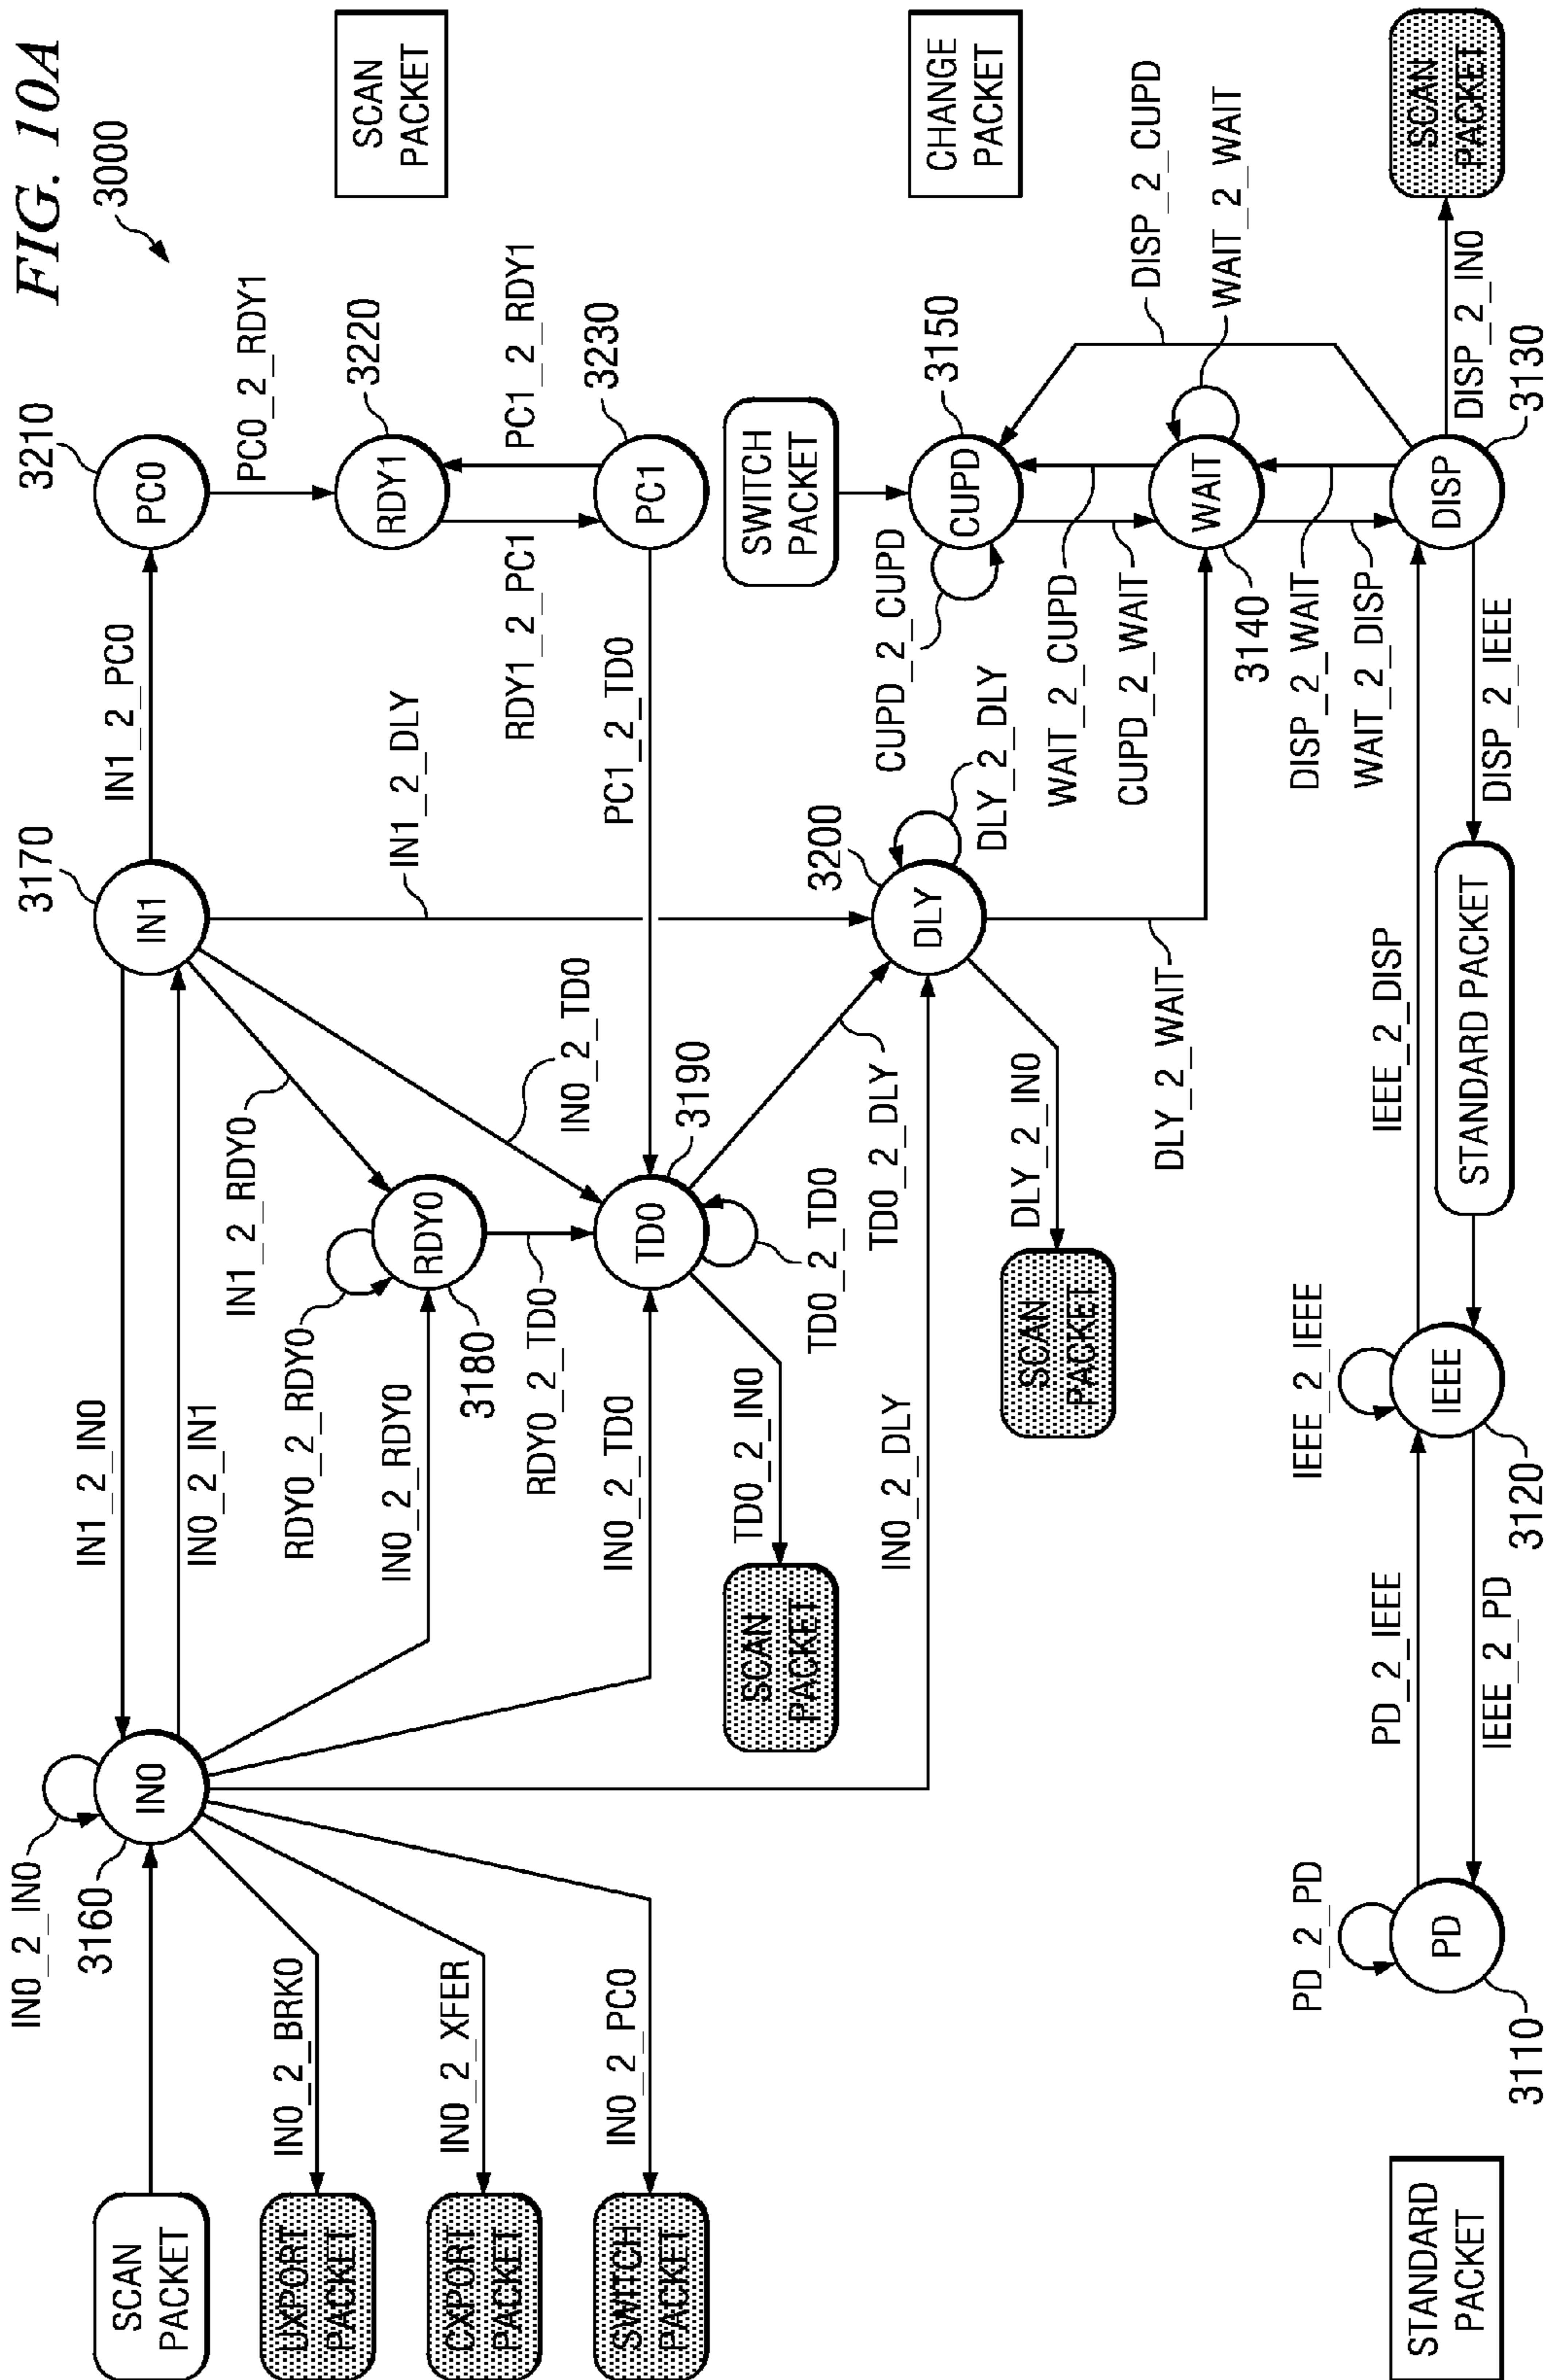 FIG. 10A
3000
IN0_2_IN0
3160
SCAN
PACKET
IN0
IN1_2_IN0
IN0_2_IN1
3170
IN1
IN1_2_PC0
3210
PC0
PC0_2_RDY1
UXPORT
PACKET
IN0_2_BRK0
CXPORT
PACKET
IN0_2_XFER
SWITCH
PACKET
IN0_2_PC0
RDY0_2_RDY0
IN0_2_RDY0
IN1_2_RDY0
RDY0
3180
RDY0_2_TD0
IN0_2_TD0
IN1_2_DLY
RDY1
3220
RDY1_2_PC1
PC1_2_RDY1
SCAN
PACKET
PC1
3230
PC1_2_TD0
IN0_2_TD0
TD0
3190
TD0_2_IN0
TD0_2_TD0
TD0_2_DLY
SCAN
PACKET
IN0_2_DLY
3200
DLY
DLY_2_DLY
DLY_2_IN0
SCAN
PACKET
DLY_2_WAIT
SWITCH
PACKET
CUPD_2_CUPD
CUPD
3150
CHANGE
PACKET
WAIT_2_CUPD
CUPD_2_WAIT
3140
WAIT
DISP_2_CUPD
WAIT_2_WAIT
DISP_2_WAIT
WAIT_2_DISP
STANDARD
PACKET
PD_2_PD
PD
3110
PD_2_IEEE
IEEE_2_PD
IEEE_2_IEEE
IEEE
3120
IEEE_2_DISP
STANDARD PACKET
DISP_2_IEEE
DISP
3130
DISP_2_IN0
SCAN
PACKET